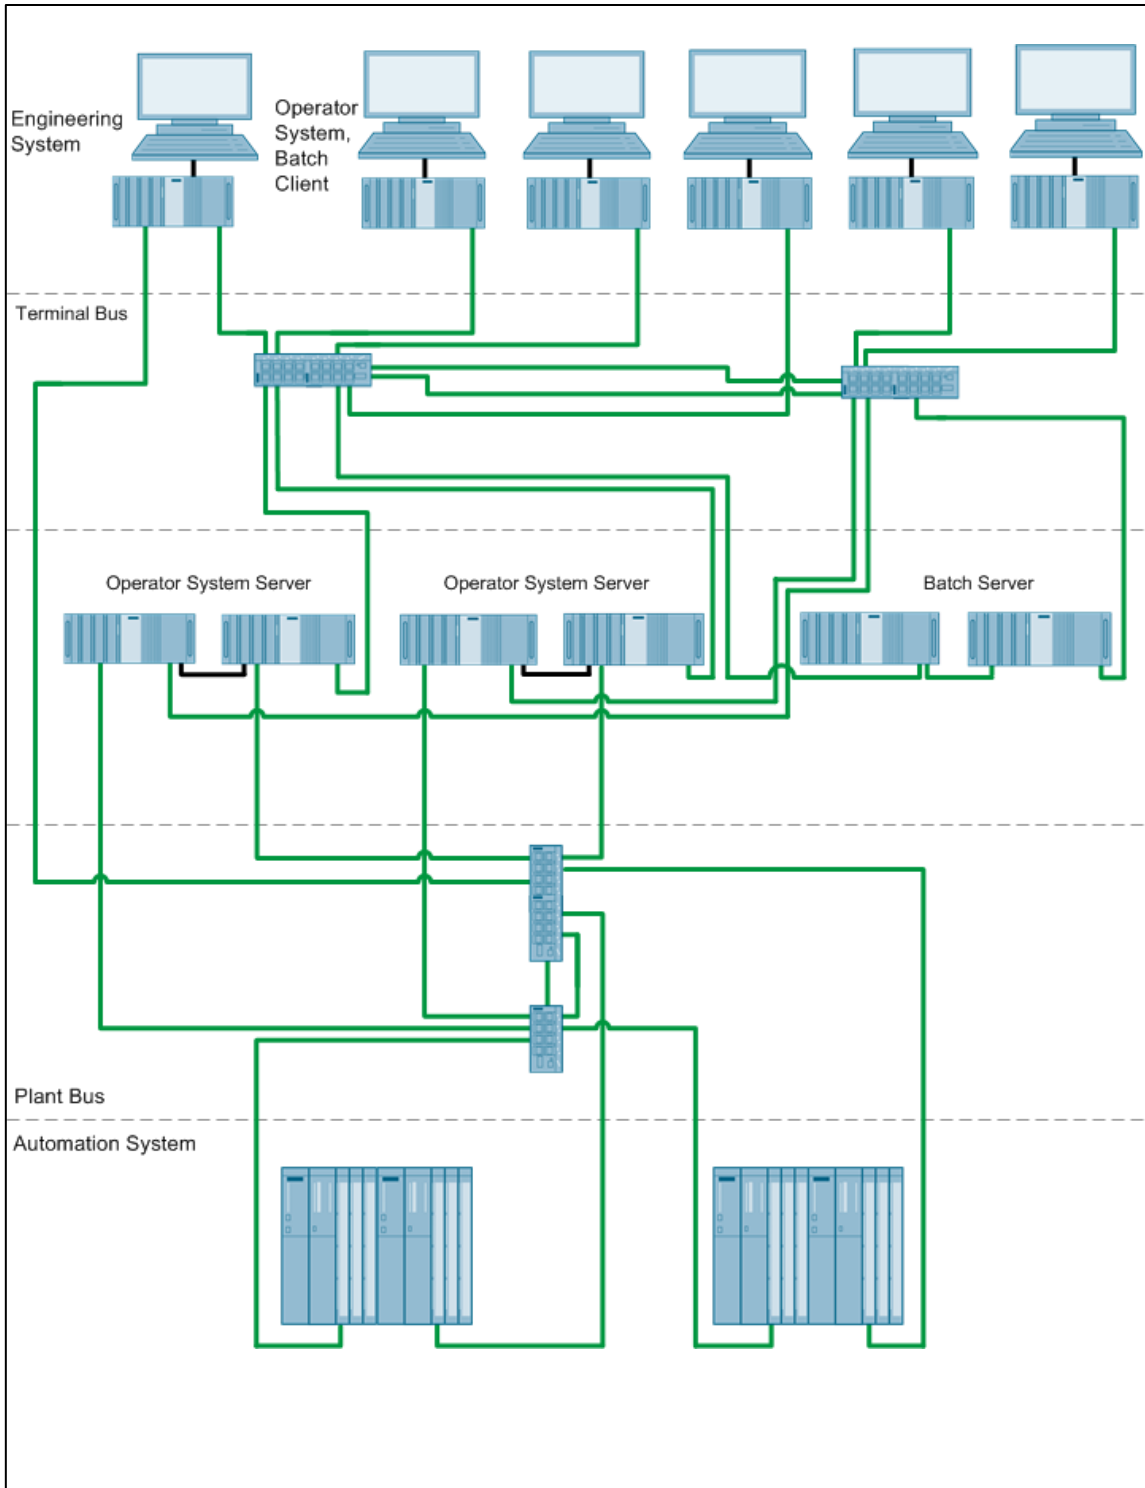 Engineering
System
Operator
System,
Batch
Client
Terminal Bus
Operator System Server
Operator System Server
Batch Server
Plant Bus
Automation System